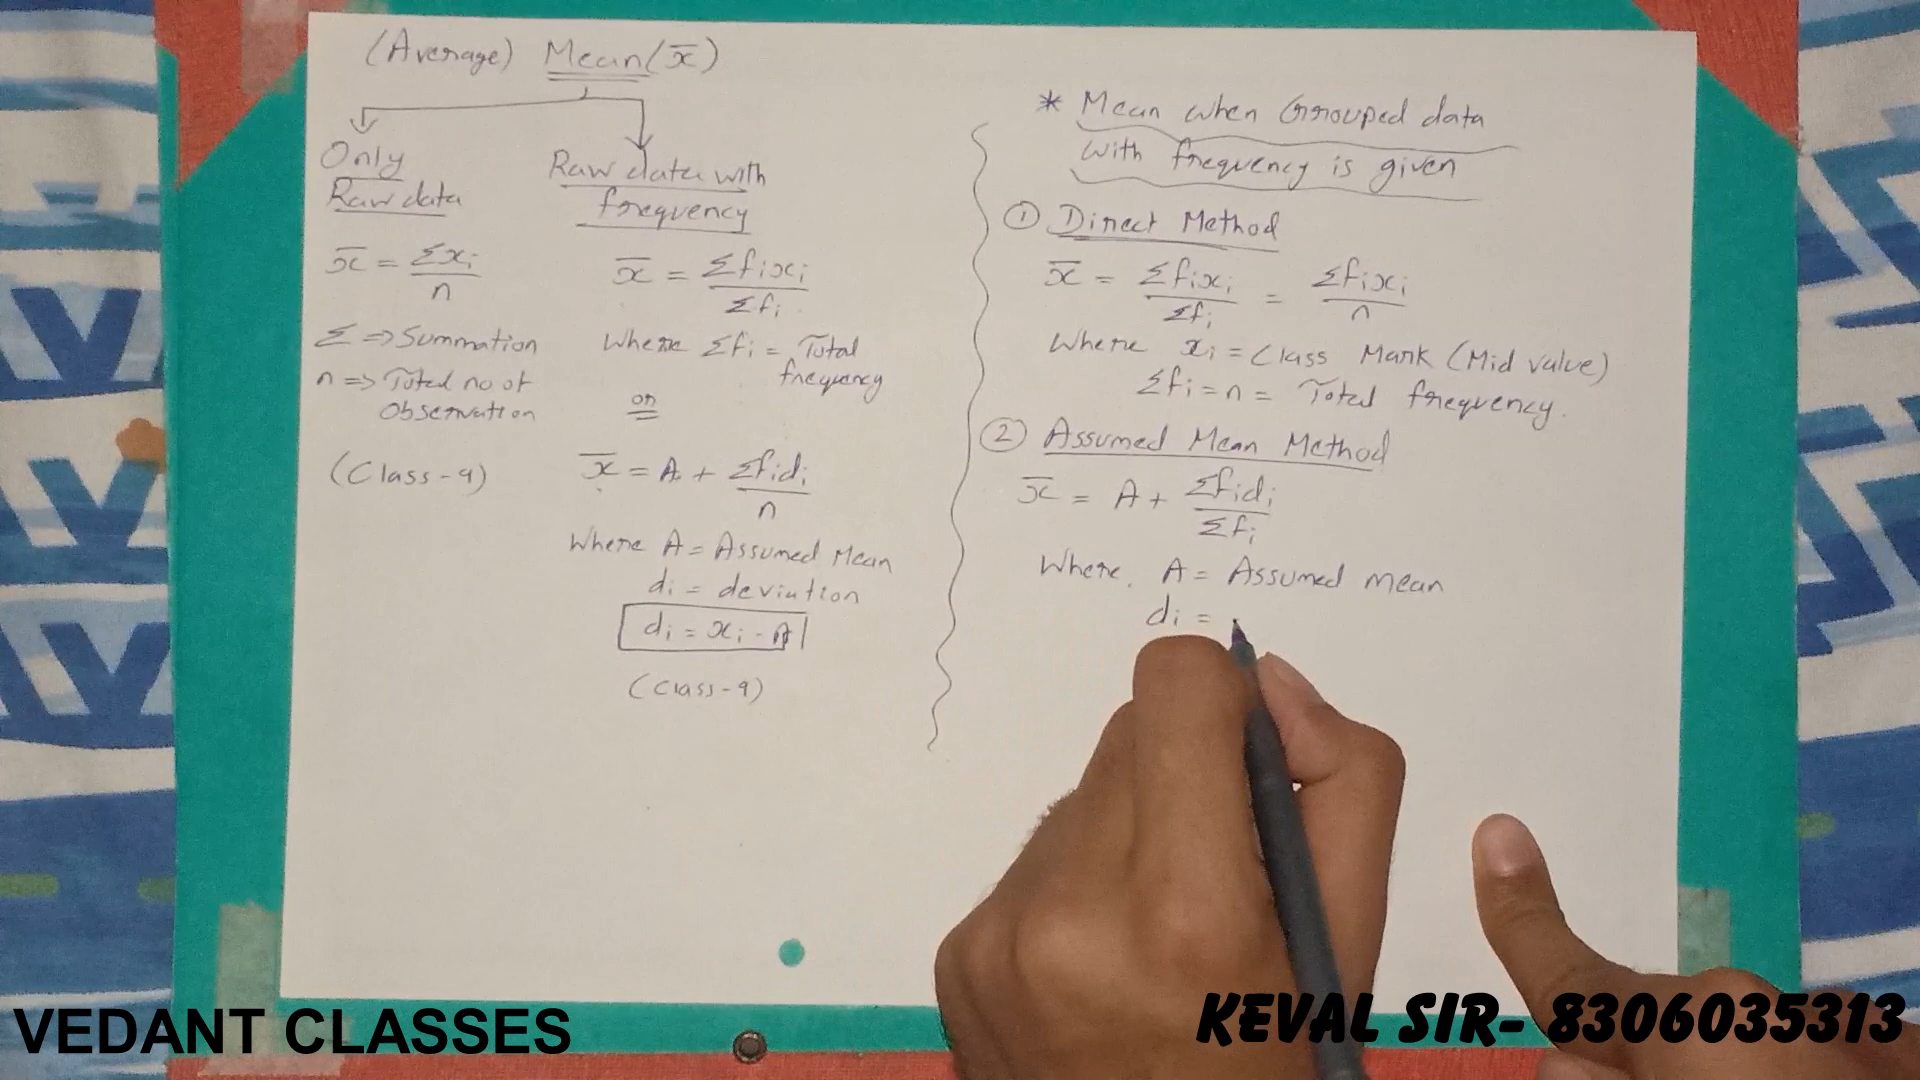 (Average) Mean (x̄)
Only
Raw data
x̄ = Σxi / n
Σ ⇒ Summation
n ⇒ Total no of
Observation
(Class-9)
Raw data with
frequency
x̄ = Σfixi / Σfi
Where Σfi = Total
frequency
or
x̄ = A + Σfidi / n
Where A = Assumed Mean
di = deviation
di = xi - A
(Class-9)
* Mean when Grouped data
with frequency is given
① Direct Method
x̄ = Σfixi / Σfi = Σfixi / n
Where xi = Class Mark (Mid value)
Σfi = n = Total frequency.
② Assumed Mean Method
x̄ = A + Σfidi / Σfi
Where, A = Assumed mean
di =
VEDANT CLASSES
KEVAL SIR- 8306035313